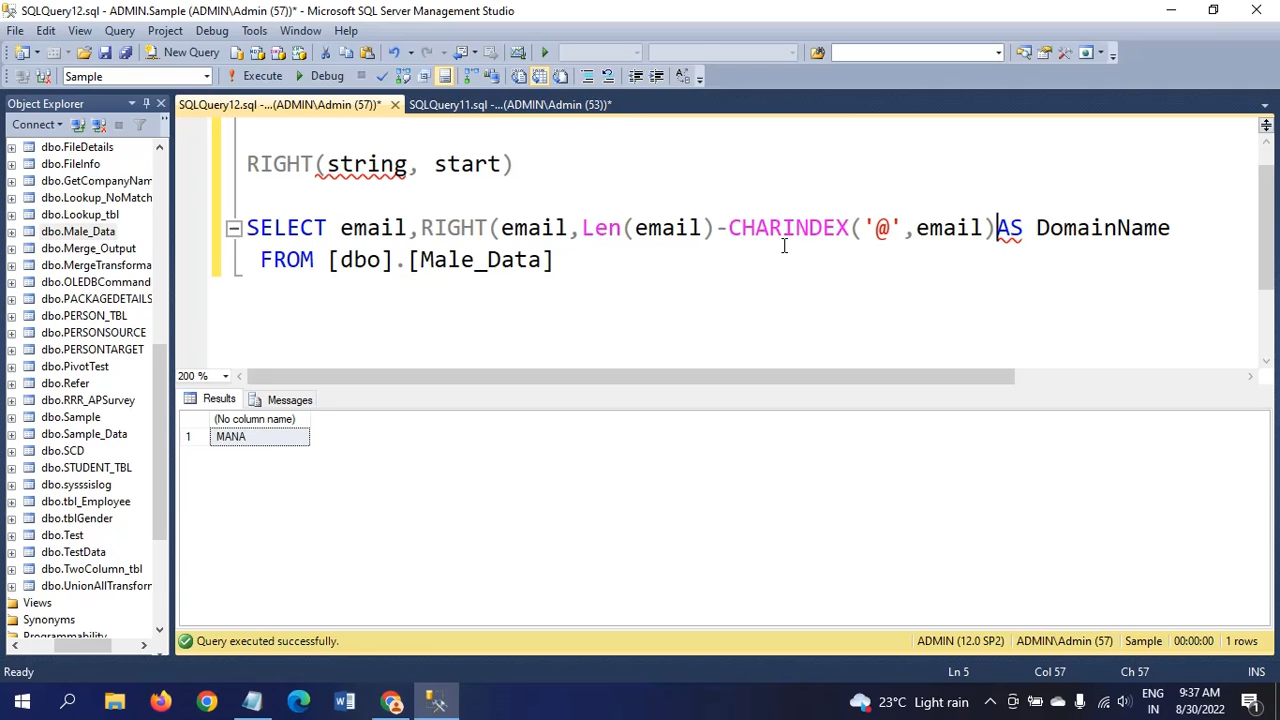 SQLQuery12.sql - ADMIN.Sample (ADMIN\Admin (57))* - Microsoft SQL Server Management Studio
File Edit View Query Project Debug Tools Window Help
New Query
Sample Execute Debug
Object Explorer
SQLQuery12.sql -...(ADMIN\Admin (57))* SQLQuery11.sql -...(ADMIN\Admin (53))*
Connect
dbo.FileDetails
dbo.FileInfo
dbo.GetCompanyNam
dbo.Lookup_NoMatch
dbo.Lookup_tbl
dbo.Male_Data
dbo.Merge_Output
dbo.MergeTransforma
dbo.OLEDBCommand
dbo.PACKAGEDETAILS
dbo.PERSON_TBL
dbo.PERSONSOURCE
dbo.PERSONTARGET
dbo.PivotTest
dbo.Refer
dbo.RRR_APSurvey
dbo.Sample
dbo.Sample_Data
dbo.SCD
dbo.STUDENT_TBL
dbo.sysssislog
dbo.tbl_Employee
dbo.tblGender
dbo.Test
dbo.TestData
dbo.TwoColumn_tbl
dbo.UnionAllTransforn
Views
Synonyms
Programmability
RIGHT(string, start)
SELECT email,RIGHT(email,Len(email)-CHARINDEX('@',email)AS DomainName
FROM [dbo].[Male_Data]
200 %
Results Messages
(No column name)
1 MANA
Query executed successfully. ADMIN (12.0 SP2) ADMIN\Admin (57) Sample 00:00:00 1 rows
Ready Ln 5 Col 57 Ch 57 INS
23°C Light rain ENG IN 9:37 AM 8/30/2022 1